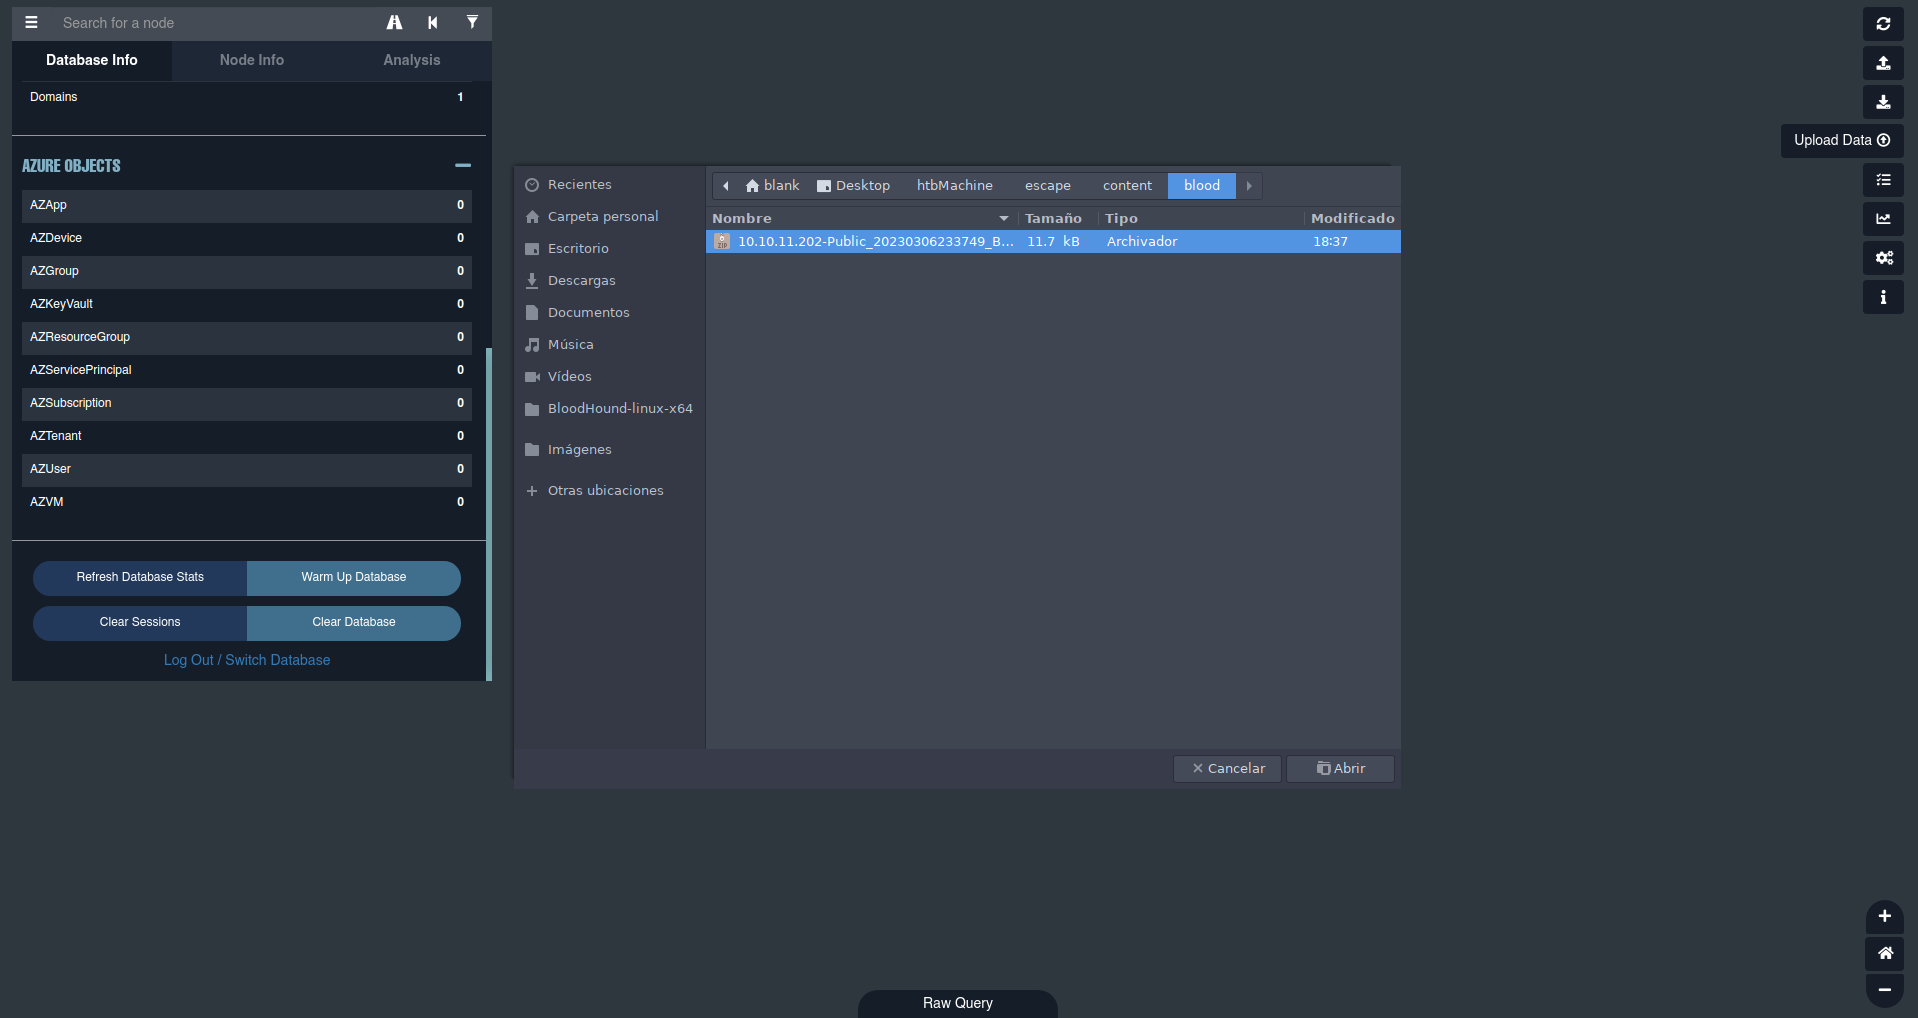 Search for a node
Database Info Node Info Analysis
Domains 1
AZURE OBJECTS
AZApp 0
AZDevice 0
AZGroup 0
AZKeyVault 0
AZResourceGroup 0
AZServicePrincipal 0
AZSubscription 0
AZTenant 0
AZUser 0
AZVM 0
Refresh Database Stats Warm Up Database
Clear Sessions Clear Database
Log Out / Switch Database
Recientes
Carpeta personal
Escritorio
Descargas
Documentos
Música
Vídeos
BloodHound-linux-x64
Imágenes
Otras ubicaciones
blank Desktop htbMachine escape content blood
Nombre Tamaño Tipo Modificado
ZIP 10.10.11.202-Public_20230306233749_B... 11.7 kB Archivador 18:37
Cancelar Abrir
Upload Data
Raw Query